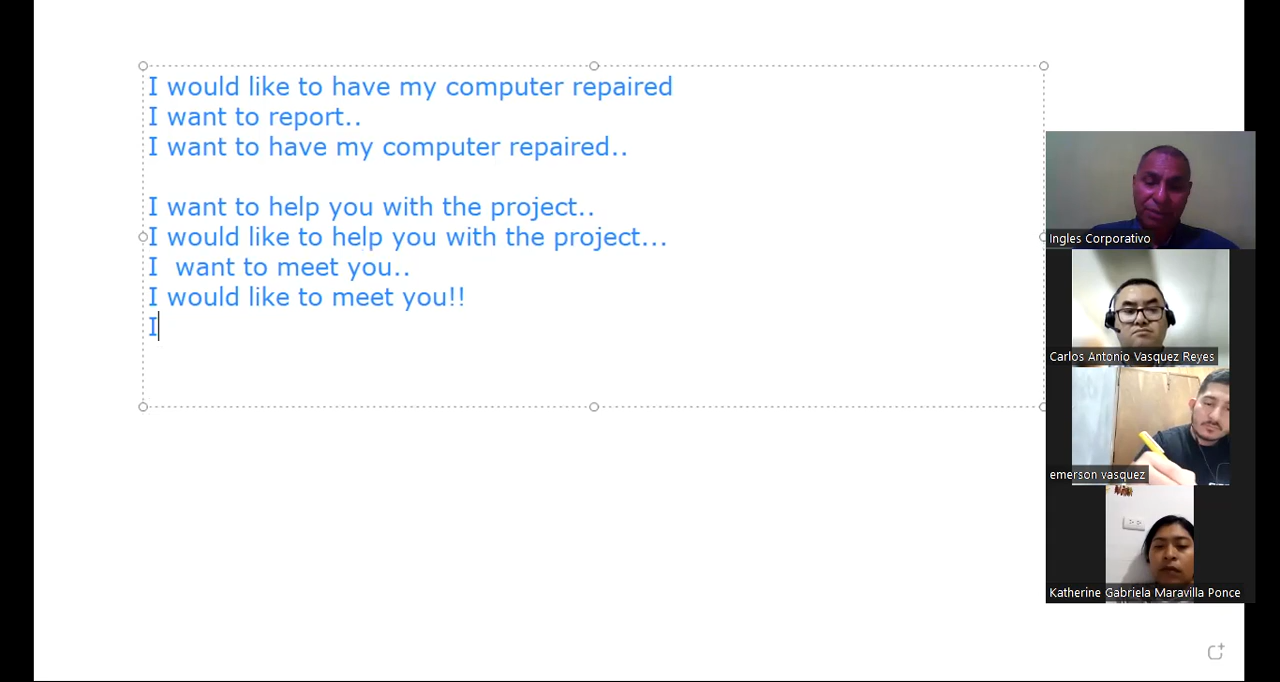 I would like to have my computer repaired
I want to report..
I want to have my computer repaired..
I want to help you with the project..
I would like to help you with the project...
I  want to meet you..
I would like to meet you!!
I
Ingles Corporativo
Carlos Antonio Vasquez Reyes
emerson vasquez
Katherine Gabriela Maravilla Ponce